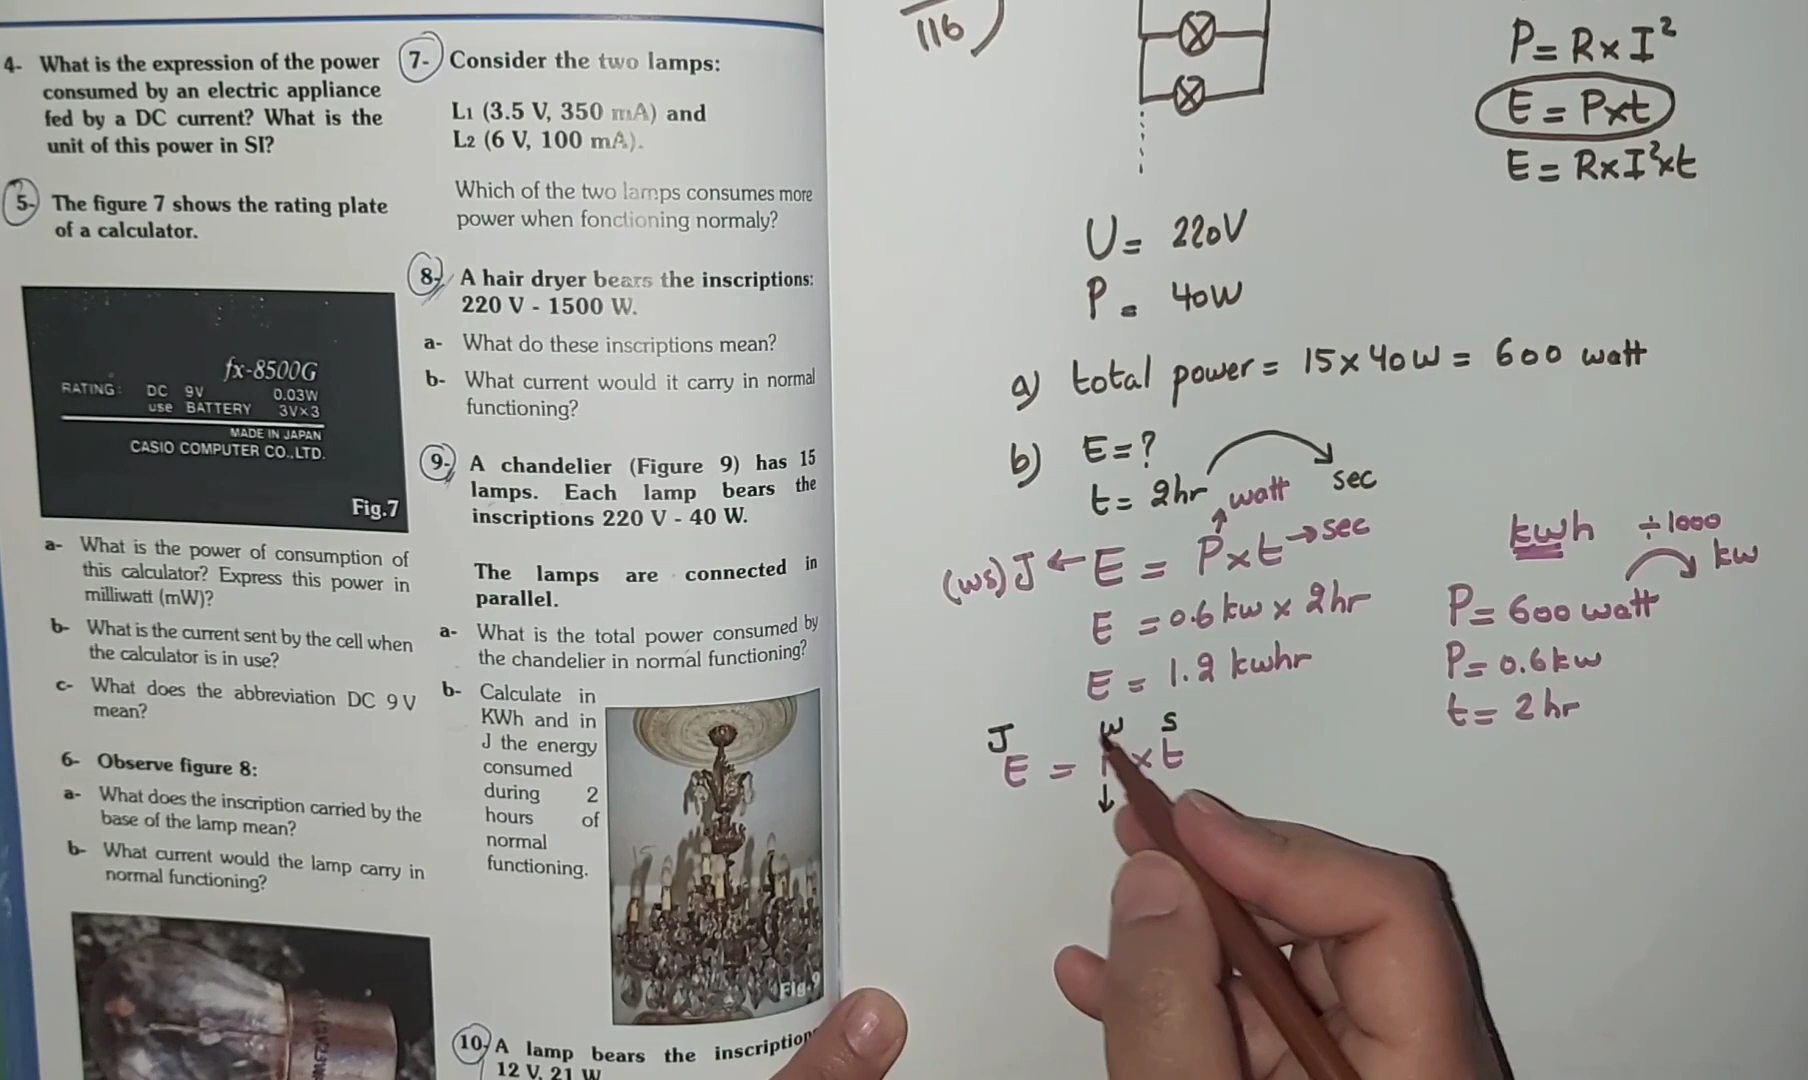 4- What is the expression of the power
consumed by an electric appliance
fed by a DC current? What is the
unit of this power in SI?
5- The figure 7 shows the rating plate
of a calculator.
fx-8500G
RATING: DC 9V 0.03W
use BATTERY 3V×3
MADE IN JAPAN
CASIO COMPUTER CO.,LTD.
Fig.7
a- What is the power of consumption of
this calculator? Express this power in
milliwatt (mW)?
b- What is the current sent by the cell when
the calculator is in use?
c- What does the abbreviation DC 9 V
mean?
6- Observe figure 8:
a- What does the inscription carried by the
base of the lamp mean?
b- What current would the lamp carry in
normal functioning?
7- Consider the two lamps:
L1 (3.5 V, 350 mA) and
L2 (6 V, 100 mA).
Which of the two lamps consumes more
power when fonctioning normaly?
8- A hair dryer bears the inscriptions:
220 V - 1500 W.
a- What do these inscriptions mean?
b- What current would it carry in normal
functioning?
9- A chandelier (Figure 9) has 15
lamps. Each lamp bears the
inscriptions 220 V - 40 W.
The lamps are connected in
parallel.
a- What is the total power consumed by
the chandelier in normal functioning?
b- Calculate in
KWh and in
J the energy
consumed
during 2
hours of
normal
functioning.
15
Fig.9
10- A lamp bears the inscription
12 V, 21 W
116
P = R x I²
E = P x t
E = R x I² x t
U = 220V
P = 40W
a) total power = 15 x 40W = 600 watt
b) E = ?
t = 2hr sec
watt
(ws) J ← E = P x t → sec
E = 0.6 kw x 2hr
E = 1.2 kwhr
J w s
E = x t
kwh ÷1000
kw
P = 600 watt
P = 0.6 kw
t = 2 hr